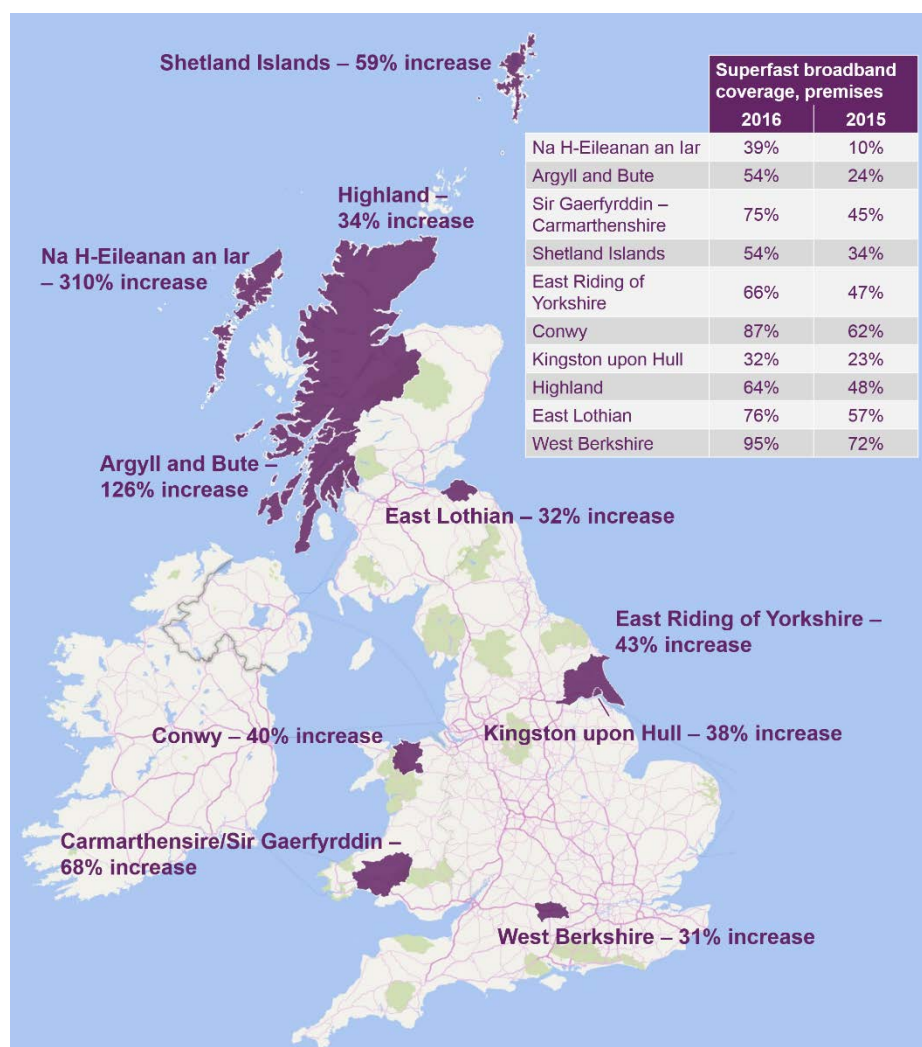 Shetland Islands – 59% increase
Superfast broadband
coverage, premises
2016 2015
Na H-Eileanan an Iar 39% 10%
Argyll and Bute 54% 24%
Sir Gaerfyrddin –
Carmarthenshire 75% 45%
Shetland Islands 54% 34%
East Riding of
Yorkshire 66% 47%
Conwy 87% 62%
Kingston upon Hull 32% 23%
Highland 64% 48%
East Lothian 76% 57%
West Berkshire 95% 72%
Highland –
34% increase
Na H-Eileanan an Iar
– 310% increase
Argyll and Bute –
126% increase
East Lothian – 32% increase
East Riding of Yorkshire –
43% increase
Conwy – 40% increase
Kingston upon Hull – 38% increase
Carmarthensire/Sir Gaerfyrddin –
68% increase
West Berkshire – 31% increase